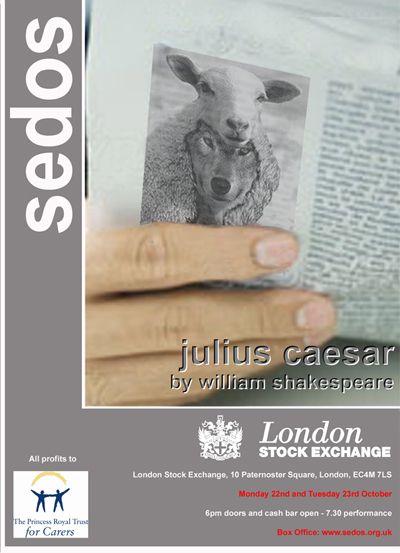 sedos
julius caesar
by william shakespeare
London
STOCK EXCHANGE
All profits to
The Princess Royal Trust
for Carers
London Stock Exchange, 10 Paternoster Square, London, EC4M 7LS
Monday 22nd and Tuesday 23rd October
6pm doors and cash bar open - 7.30 performance
Box Office: www.sedos.org.uk